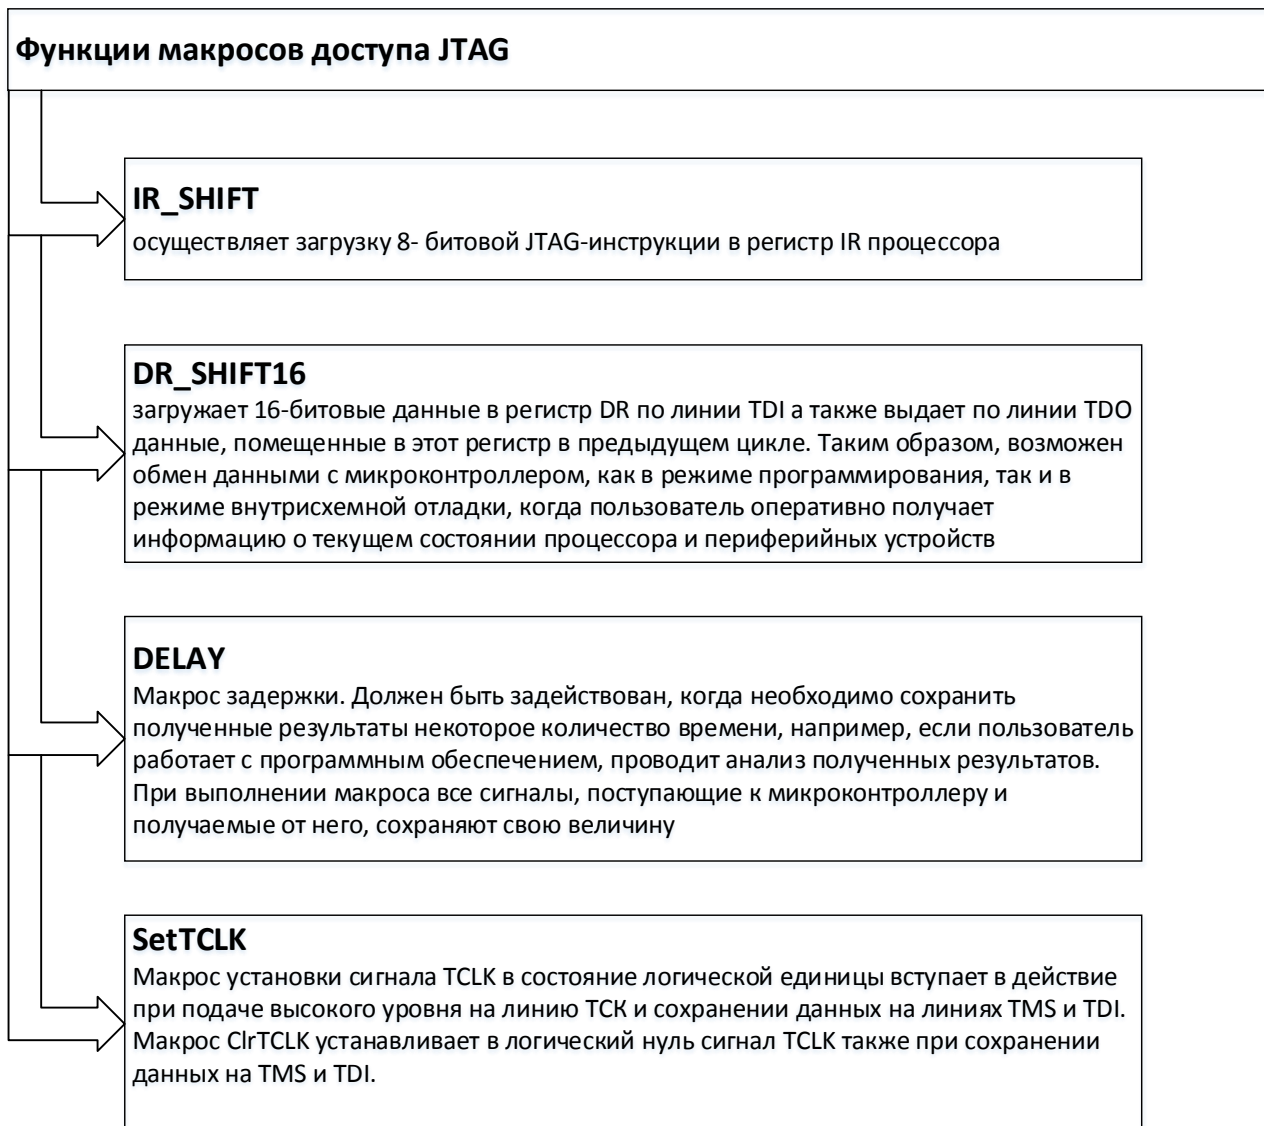 Функции макросов доступа JTAG
IR_SHIFT
осуществляет загрузку 8- битовой JTAG-инструкции в регистр IR процессора
DR_SHIFT16
загружает 16-битовые данные в регистр DR по линии TDI а также выдает по линии TDO
данные, помещенные в этот регистр в предыдущем цикле. Таким образом, возможен
обмен данными с микроконтроллером, как в режиме программирования, так и в
режиме внутрисхемной отладки, когда пользователь оперативно получает
информацию о текущем состоянии процессора и периферийных устройств
DELAY
Макрос задержки. Должен быть задействован, когда необходимо сохранить
полученные результаты некоторое количество времени, например, если пользователь
работает с программным обеспечением, проводит анализ полученных результатов.
При выполнении макроса все сигналы, поступающие к микроконтроллеру и
получаемые от него, сохраняют свою величину
SetTCLK
Макрос установки сигнала TCLK в состояние логической единицы вступает в действие
при подаче высокого уровня на линию ТСК и сохранении данных на линиях TMS и TDI.
Макрос ClrTCLK устанавливает в логический нуль сигнал TCLK также при сохранении
данных на TMS и TDI.